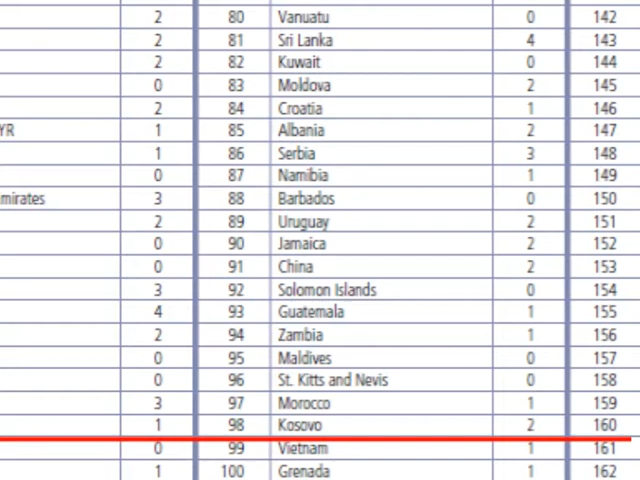 2 80 Vanuatu 0 142
2 81 Sri Lanka 4 143
2 82 Kuwait 0 144
0 83 Moldova 2 145
2 84 Croatia 1 146
YR 1 85 Albania 2 147
1 86 Serbia 3 148
0 87 Namibia 1 149
mirates 3 88 Barbados 0 150
2 89 Uruguay 2 151
0 90 Jamaica 2 152
0 91 China 2 153
3 92 Solomon Islands 0 154
4 93 Guatemala 1 155
2 94 Zambia 1 156
0 95 Maldives 0 157
0 96 St. Kitts and Nevis 0 158
3 97 Morocco 1 159
1 98 Kosovo 2 160
0 99 Vietnam 1 161
1 100 Grenada 1 162